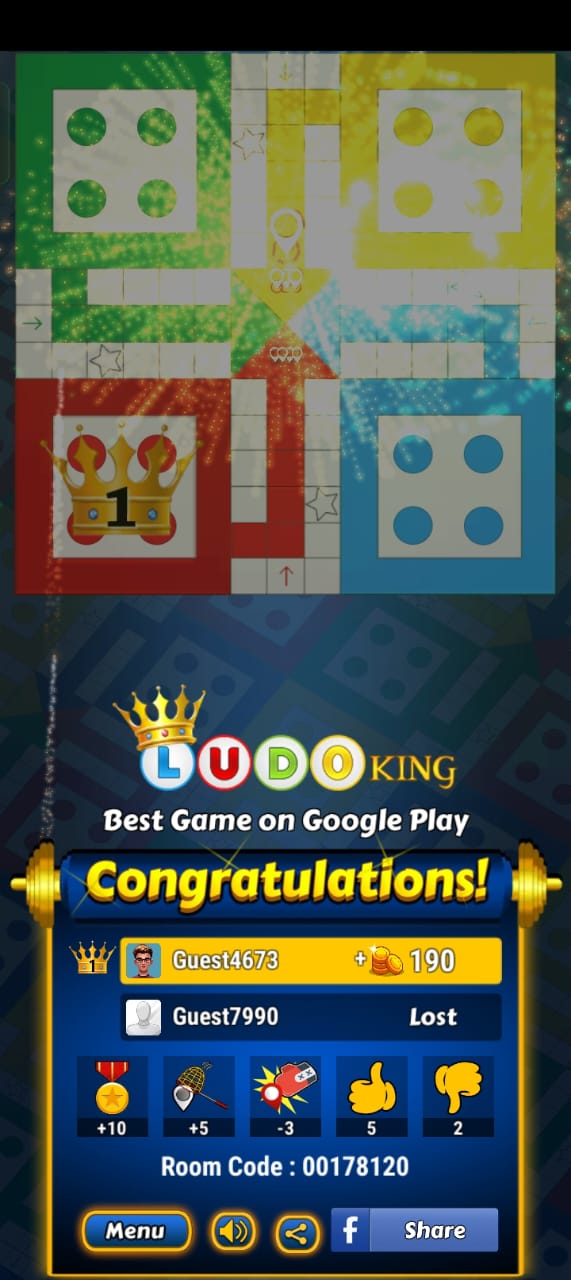 1
LUDO KING
Best Game on Google Play
Congratulations!
1 Guest4673 + 190
Guest7990 Lost
+10 +5 -3 5 2
Room Code : 00178120
Menu f Share